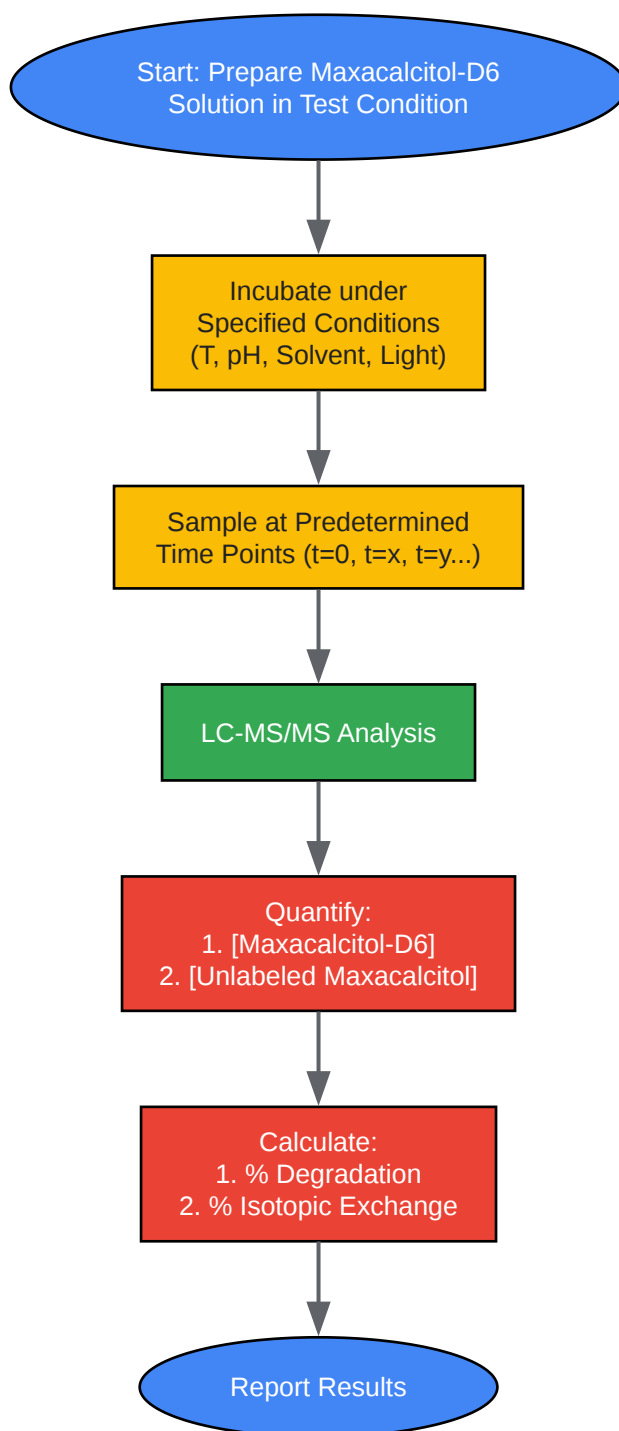 Start: Prepare Maxacalcitol-D6
Solution in Test Condition
Incubate under
Specified Conditions
(T, pH, Solvent, Light)
Sample at Predetermined
Time Points (t=0, t=x, t=y...)
LC-MS/MS Analysis
Quantify:
1. [Maxacalcitol-D6]
2. [Unlabeled Maxacalcitol]
Calculate:
1. % Degradation
2. % Isotopic Exchange
Report Results